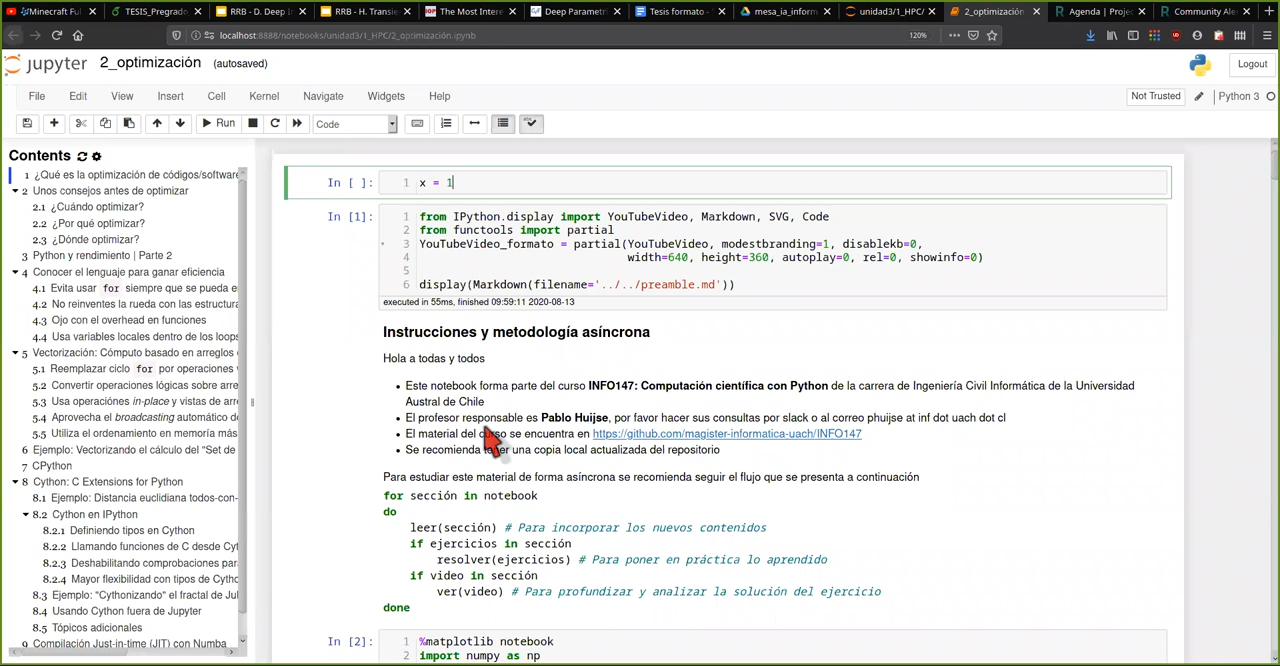 Minecraft Ful
TESIS_Pregrado
RRB - D. Deep In
RRB - H. Transie
The Most Intere
Deep Parametri
Tesis formato -
mesa_ia_inform
unidad3/1_HPC/
2_optimización
Agenda | Proje
Community Ale
localhost:8888/notebooks/unidad3/1_HPC/2_optimización.ipynb
120%
jupyter 2_optimización (autosaved)
Logout
File Edit View Insert Cell Kernel Navigate Widgets Help
Not Trusted Python 3
Run Code
Contents
1 ¿Qué es la optimización de códigos/software
2 Unos consejos antes de optimizar
2.1 ¿Cuándo optimizar?
2.2 ¿Por qué optimizar?
2.3 ¿Dónde optimizar?
3 Python y rendimiento | Parte 2
4 Conocer el lenguaje para ganar eficiencia
4.1 Evita usar for siempre que se pueda e
4.2 No reinventes la rueda con las estructura
4.3 Ojo con el overhead en funciones
4.4 Usa variables locales dentro de los loops
5 Vectorización: Cómputo basado en arreglos
5.1 Reemplazar ciclo for por operaciones
5.2 Convertir operaciones lógicas sobre arre
5.3 Usa operaciónes in-place y vistas de arr
5.4 Aprovecha el broadcasting automático d
5.5 Utiliza el ordenamiento en memoría más
6 Ejemplo: Vectorizando el cálculo del "Set de
7 CPython
8 Cython: C Extensions for Python
8.1 Ejemplo: Distancia euclidiana todos-con-
8.2 Cython en IPython
8.2.1 Definiendo tipos en Cython
8.2.2 Llamando funciones de C desde Cyt
8.2.3 Deshabilitando comprobaciones par
8.2.4 Mayor flexibilidad con tipos de Cythc
8.3 Ejemplo: "Cythonizando" el fractal de Jul
8.4 Usando Cython fuera de Jupyter
8.5 Tópicos adicionales
9 Compilación Just-in-time (JIT) con Numba
In [ ]: 1 x = 1
In [1]: 1 from IPython.display import YouTubeVideo, Markdown, SVG, Code
2 from functools import partial
3 YouTubeVideo_formato = partial(YouTubeVideo, modestbranding=1, disablekb=0,
4 width=640, height=360, autoplay=0, rel=0, showinfo=0)
5
6 display(Markdown(filename='../../preamble.md'))
executed in 55ms, finished 09:59:11 2020-08-13
Instrucciones y metodología asíncrona
Hola a todas y todos
Este notebook forma parte del curso INFO147: Computación científica con Python de la carrera de Ingeniería Civil Informática de la Universidad
Austral de Chile
El profesor responsable es Pablo Huijse, por favor hacer sus consultas por slack o al correo phuijse at inf dot uach dot cl
El material del curso se encuentra en https://github.com/magister-informatica-uach/INFO147
Se recomienda tener una copia local actualizada del repositorio
Para estudiar este material de forma asíncrona se recomienda seguir el flujo que se presenta a continuación
for sección in notebook
do
leer(sección) # Para incorporar los nuevos contenidos
if ejercicios in sección
resolver(ejercicios) # Para poner en práctica lo aprendido
if video in sección
ver(video) # Para profundizar y analizar la solución del ejercicio
done
In [2]: 1 %matplotlib notebook
2 import numpy as np